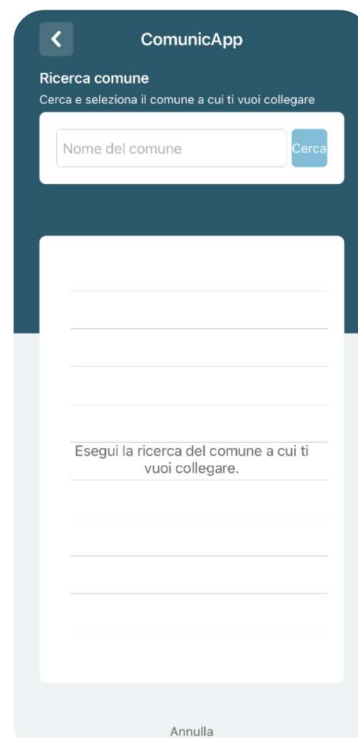 ComunicApp
Ricerca comune
Cerca e seleziona il comune a cui ti vuoi collegare
Nome del comune
Cerca
Esegui la ricerca del comune a cui ti
vuoi collegare.
Annulla